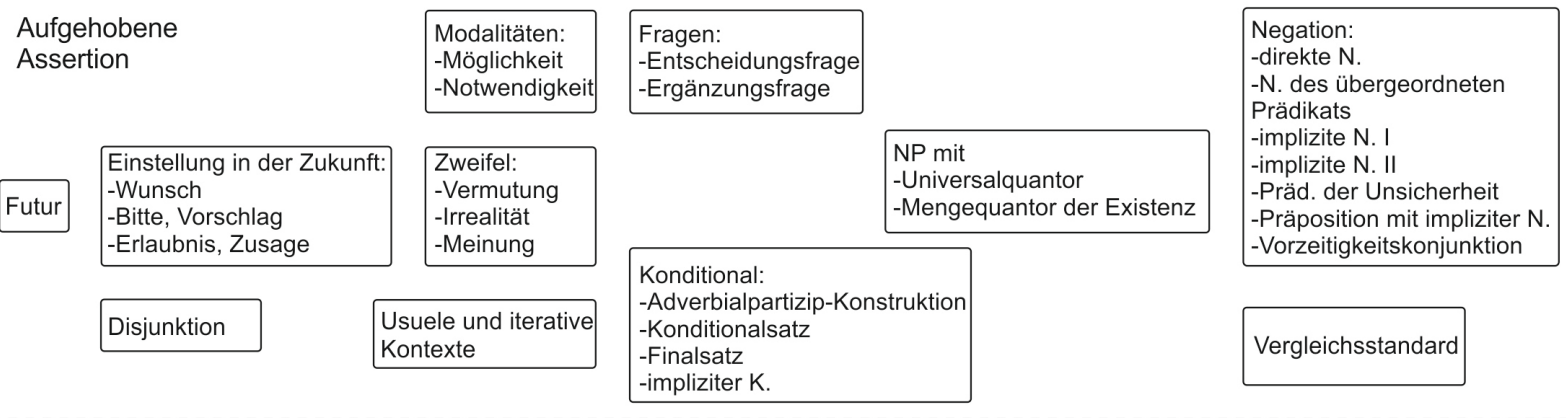 Aufgehobene
Assertion
Modalitäten:
-Möglichkeit
-Notwendigkeit
Fragen:
-Entscheidungsfrage
-Ergänzungsfrage
Negation:
-direkte N.
-N. des übergeordneten
Prädikats
-implizite N. I
-implizite N. II
-Präd. der Unsicherheit
-Präposition mit impliziter N.
-Vorzeitigkeitskonjunktion
NP mit
-Universalquantor
-Mengequantor der Existenz
Futur
Einstellung in der Zukunft:
-Wunsch
-Bitte, Vorschlag
-Erlaubnis, Zusage
Zweifel:
-Vermutung
-Irrealität
-Meinung
Konditional:
-Adverbialpartizip-Konstruktion
-Konditionalsatz
-Finalsatz
-impliziter K.
Disjunktion
Usuele und iterative
Kontexte
Vergleichsstandard